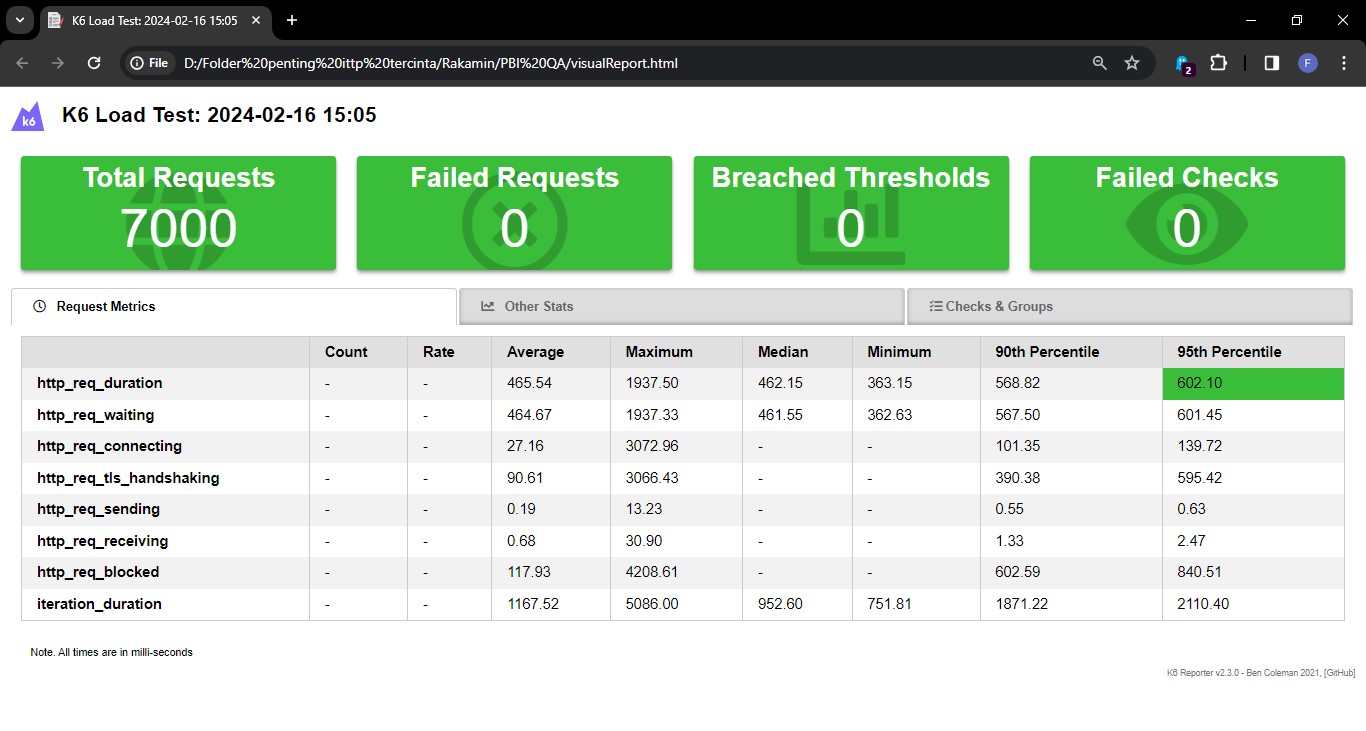 K6 Load Test: 2024-02-16 15:05
File D:/Folder%20penting%20ittp%20tercinta/Rakamin/PBI%20QA/visualReport.html 2 F
k6 K6 Load Test: 2024-02-16 15:05
Total Requests Failed Requests Breached Thresholds Failed Checks
7000 0 0 0
Request Metrics Other Stats Checks & Groups
Count Rate Average Maximum Median Minimum 90th Percentile 95th Percentile
http_req_duration - - 465.54 1937.50 462.15 363.15 568.82 602.10
http_req_waiting - - 464.67 1937.33 461.55 362.63 567.50 601.45
http_req_connecting - - 27.16 3072.96 - - 101.35 139.72
http_req_tls_handshaking - - 90.61 3066.43 - - 390.38 595.42
http_req_sending - - 0.19 13.23 - - 0.55 0.63
http_req_receiving - - 0.68 30.90 - - 1.33 2.47
http_req_blocked - - 117.93 4208.61 - - 602.59 840.51
iteration_duration - - 1167.52 5086.00 952.60 751.81 1871.22 2110.40
Note. All times are in milli-seconds
K6 Reporter v2.3.0 - Ben Coleman 2021, [GitHub]